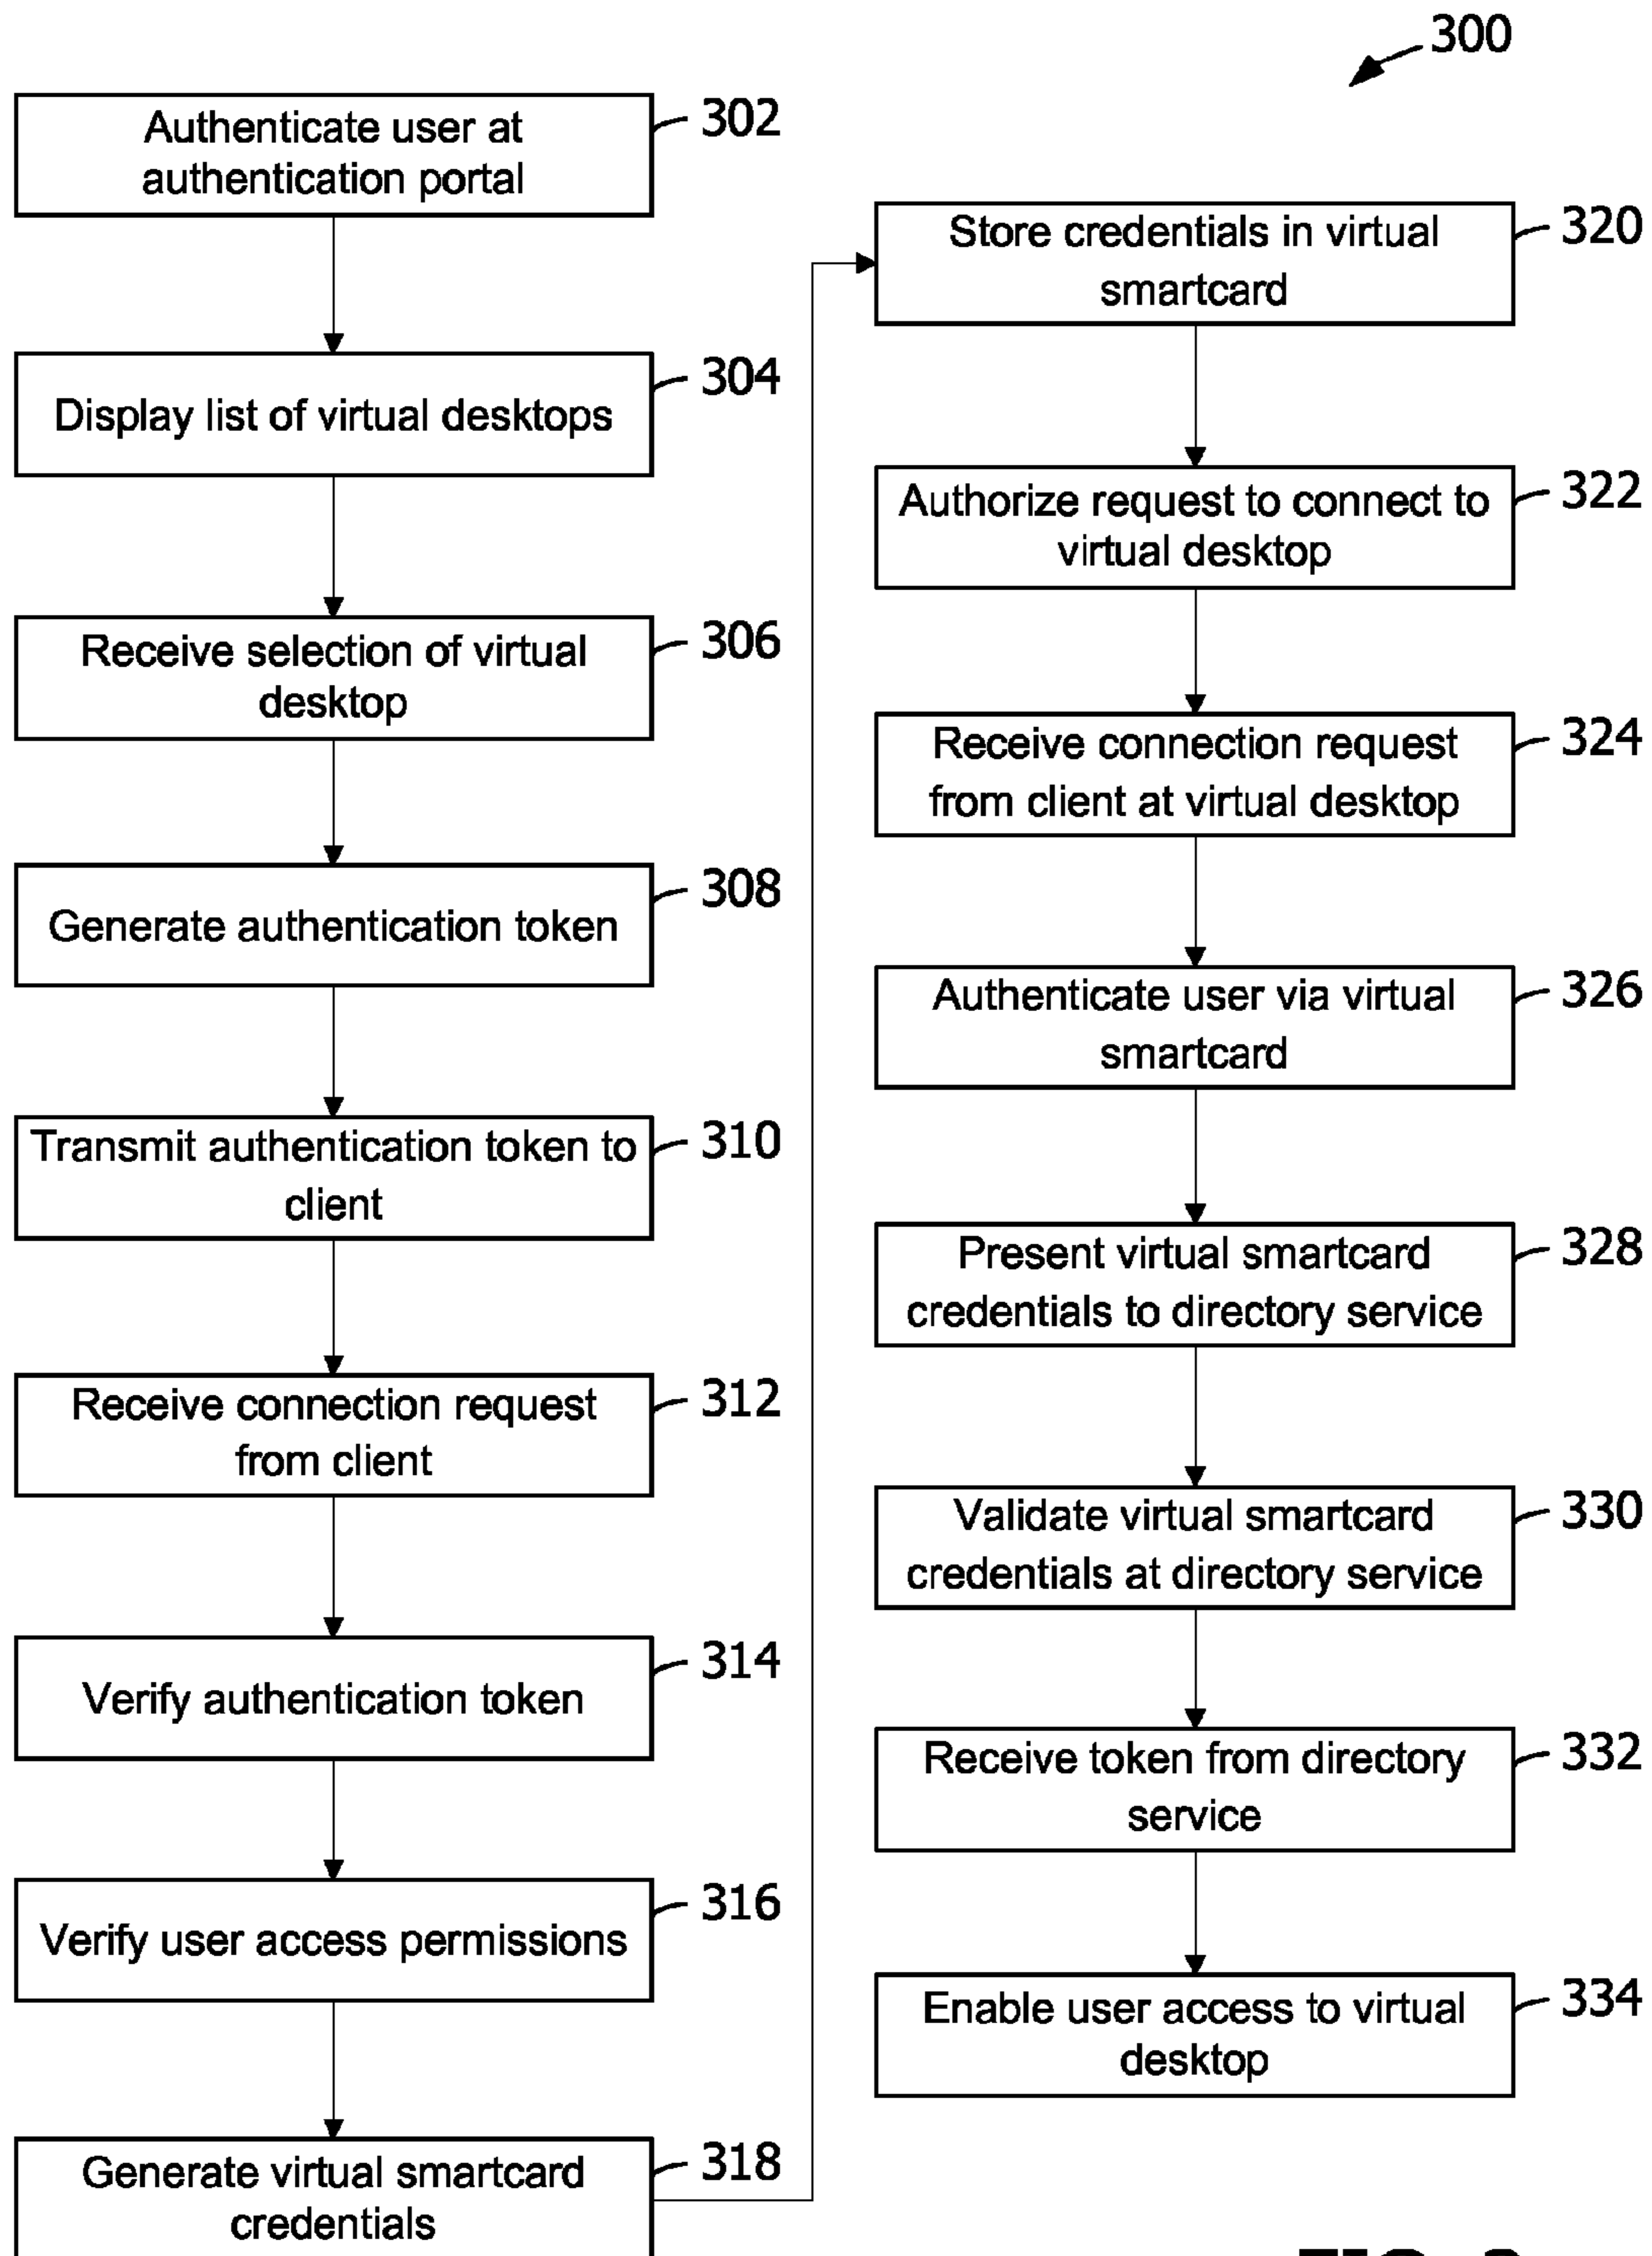 300
Authenticate user at
authentication portal
302
Display list of virtual desktops
304
Receive selection of virtual
desktop
306
Generate authentication token
308
Transmit authentication token to
client
310
Receive connection request
from client
312
Verify authentication token
314
Verify user access permissions
316
Generate virtual smartcard
credentials
318
Store credentials in virtual
smartcard
320
Authorize request to connect to
virtual desktop
322
Receive connection request
from client at virtual desktop
324
Authenticate user via virtual
smartcard
326
Present virtual smartcard
credentials to directory service
328
Validate virtual smartcard
credentials at directory service
330
Receive token from directory
service
332
Enable user access to virtual
desktop
334
FIG.